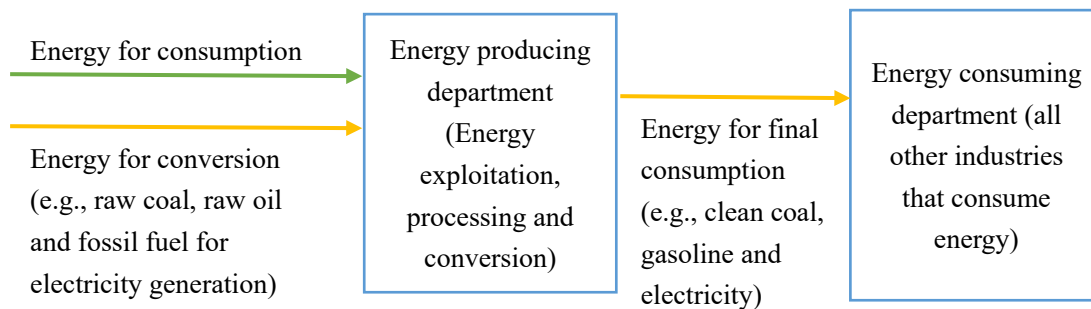 Energy for consumption
Energy for conversion
(e.g., raw coal, raw oil
and fossil fuel for
electricity generation)
Energy producing
department
(Energy
exploitation,
processing and
conversion)
Energy for final
consumption
(e.g., clean coal,
gasoline and
electricity)
Energy consuming
department (all
other industries
that consume
energy)